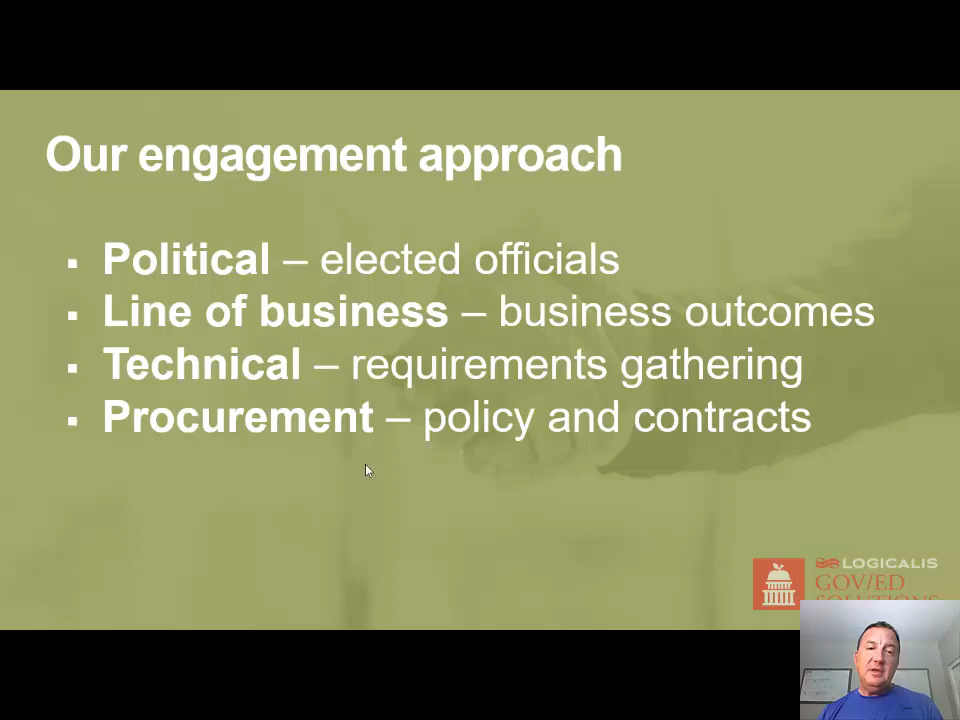 Our engagement approach
▪ Political – elected officials
▪ Line of business – business outcomes
▪ Technical – requirements gathering
▪ Procurement – policy and contracts
LOGICALIS
GOV/ED
SOLUTIONS